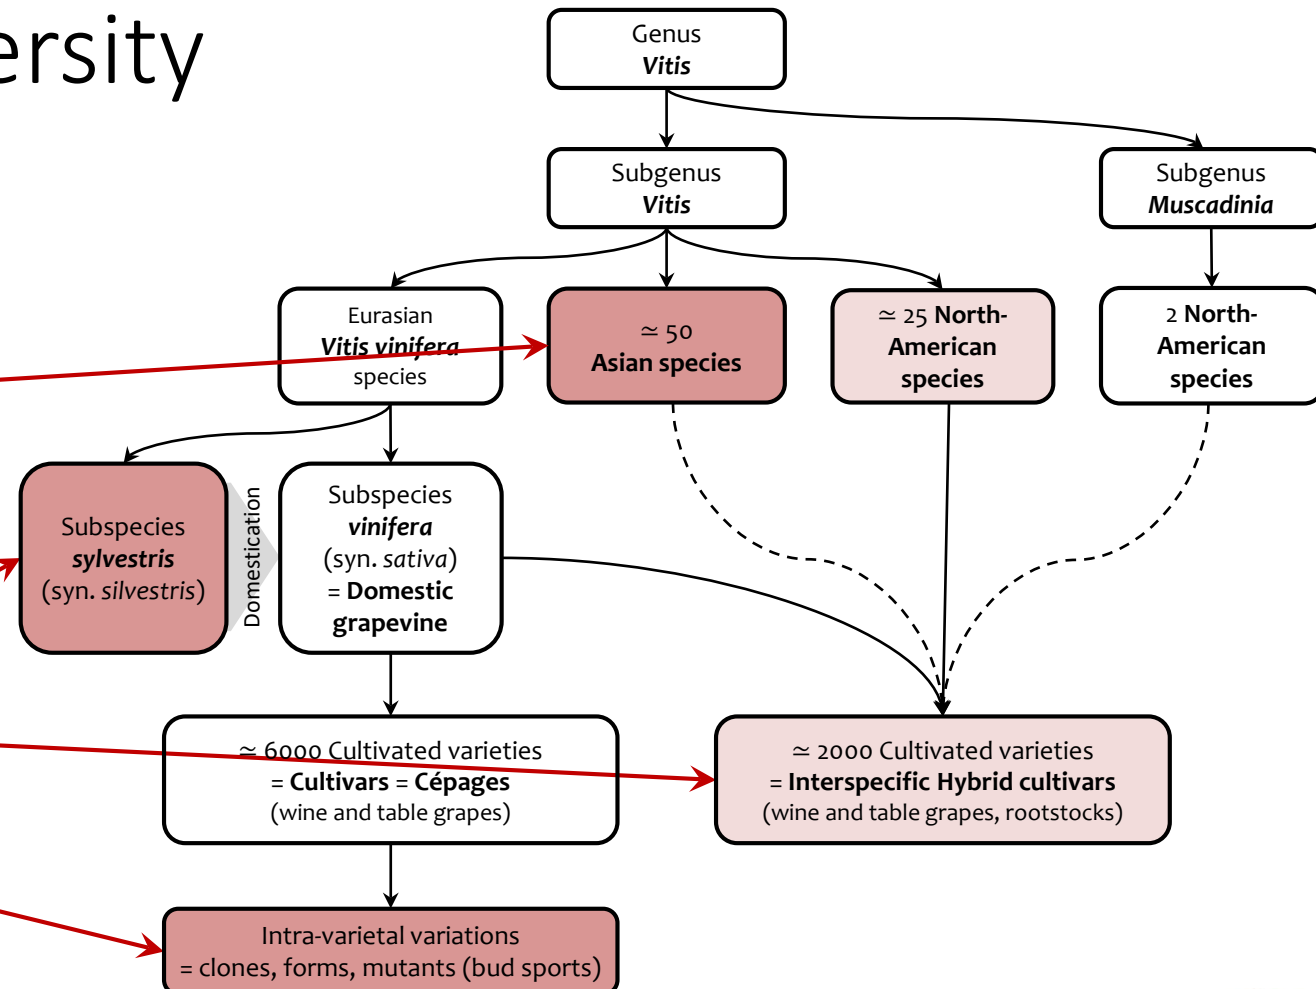 ersity
Genus
Vitis
Subgenus
Vitis
Subgenus
Muscadinia
Eurasian
Vitis vinifera
species
≃ 50
Asian species
≃ 25 North-
American
species
2 North-
American
species
Subspecies
sylvestris
(syn. silvestris)
Domestication
Subspecies
vinifera
(syn. sativa)
= Domestic
grapevine
≃ 6000 Cultivated varieties
= Cultivars = Cépages
(wine and table grapes)
≃ 2000 Cultivated varieties
= Interspecific Hybrid cultivars
(wine and table grapes, rootstocks)
Intra-varietal variations
= clones, forms, mutants (bud sports)